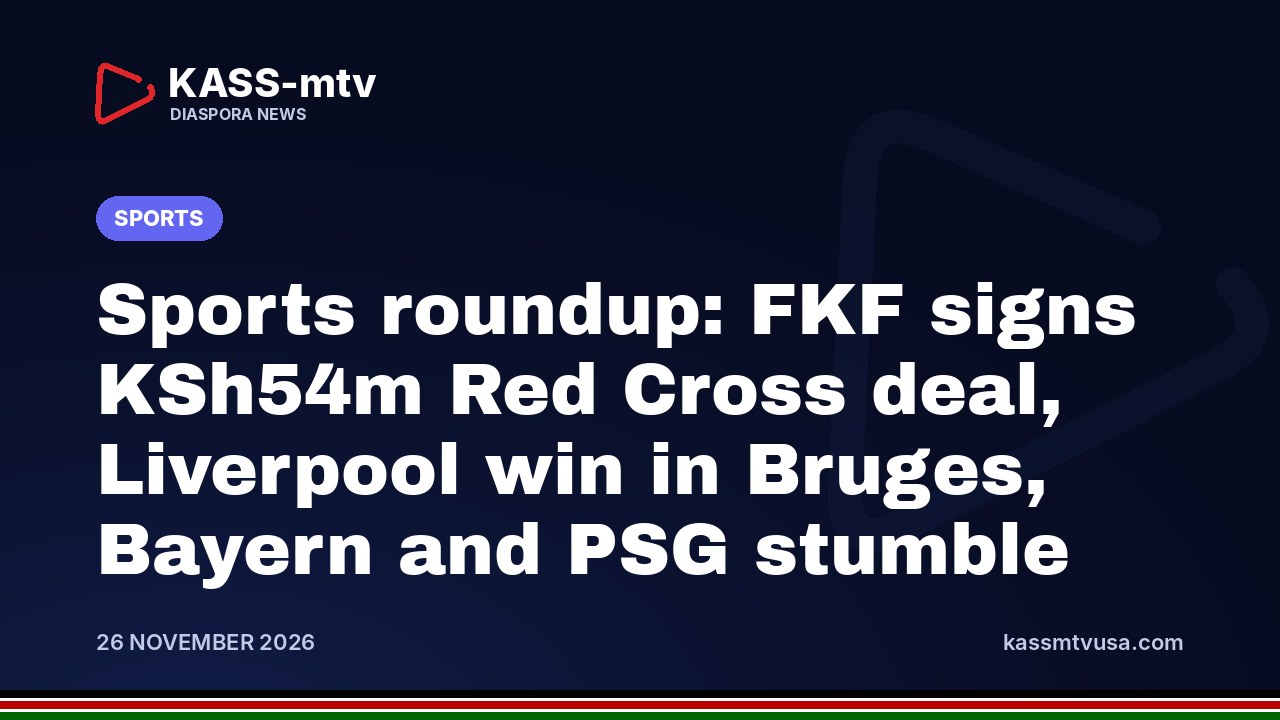 KASS-mtv
DIASPORA NEWS
SPORTS
Sports roundup: FKF signs
KSh54m Red Cross deal,
Liverpool win in Bruges,
Bayern and PSG stumble
26 NOVEMBER 2026
kassmtvusa.com